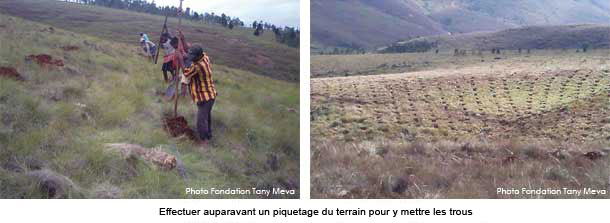 Photo Fondation Tany Meva
Photo Fondation Tany Meva
Effectuer auparavant un piquetage du terrain pour y mettre les trous